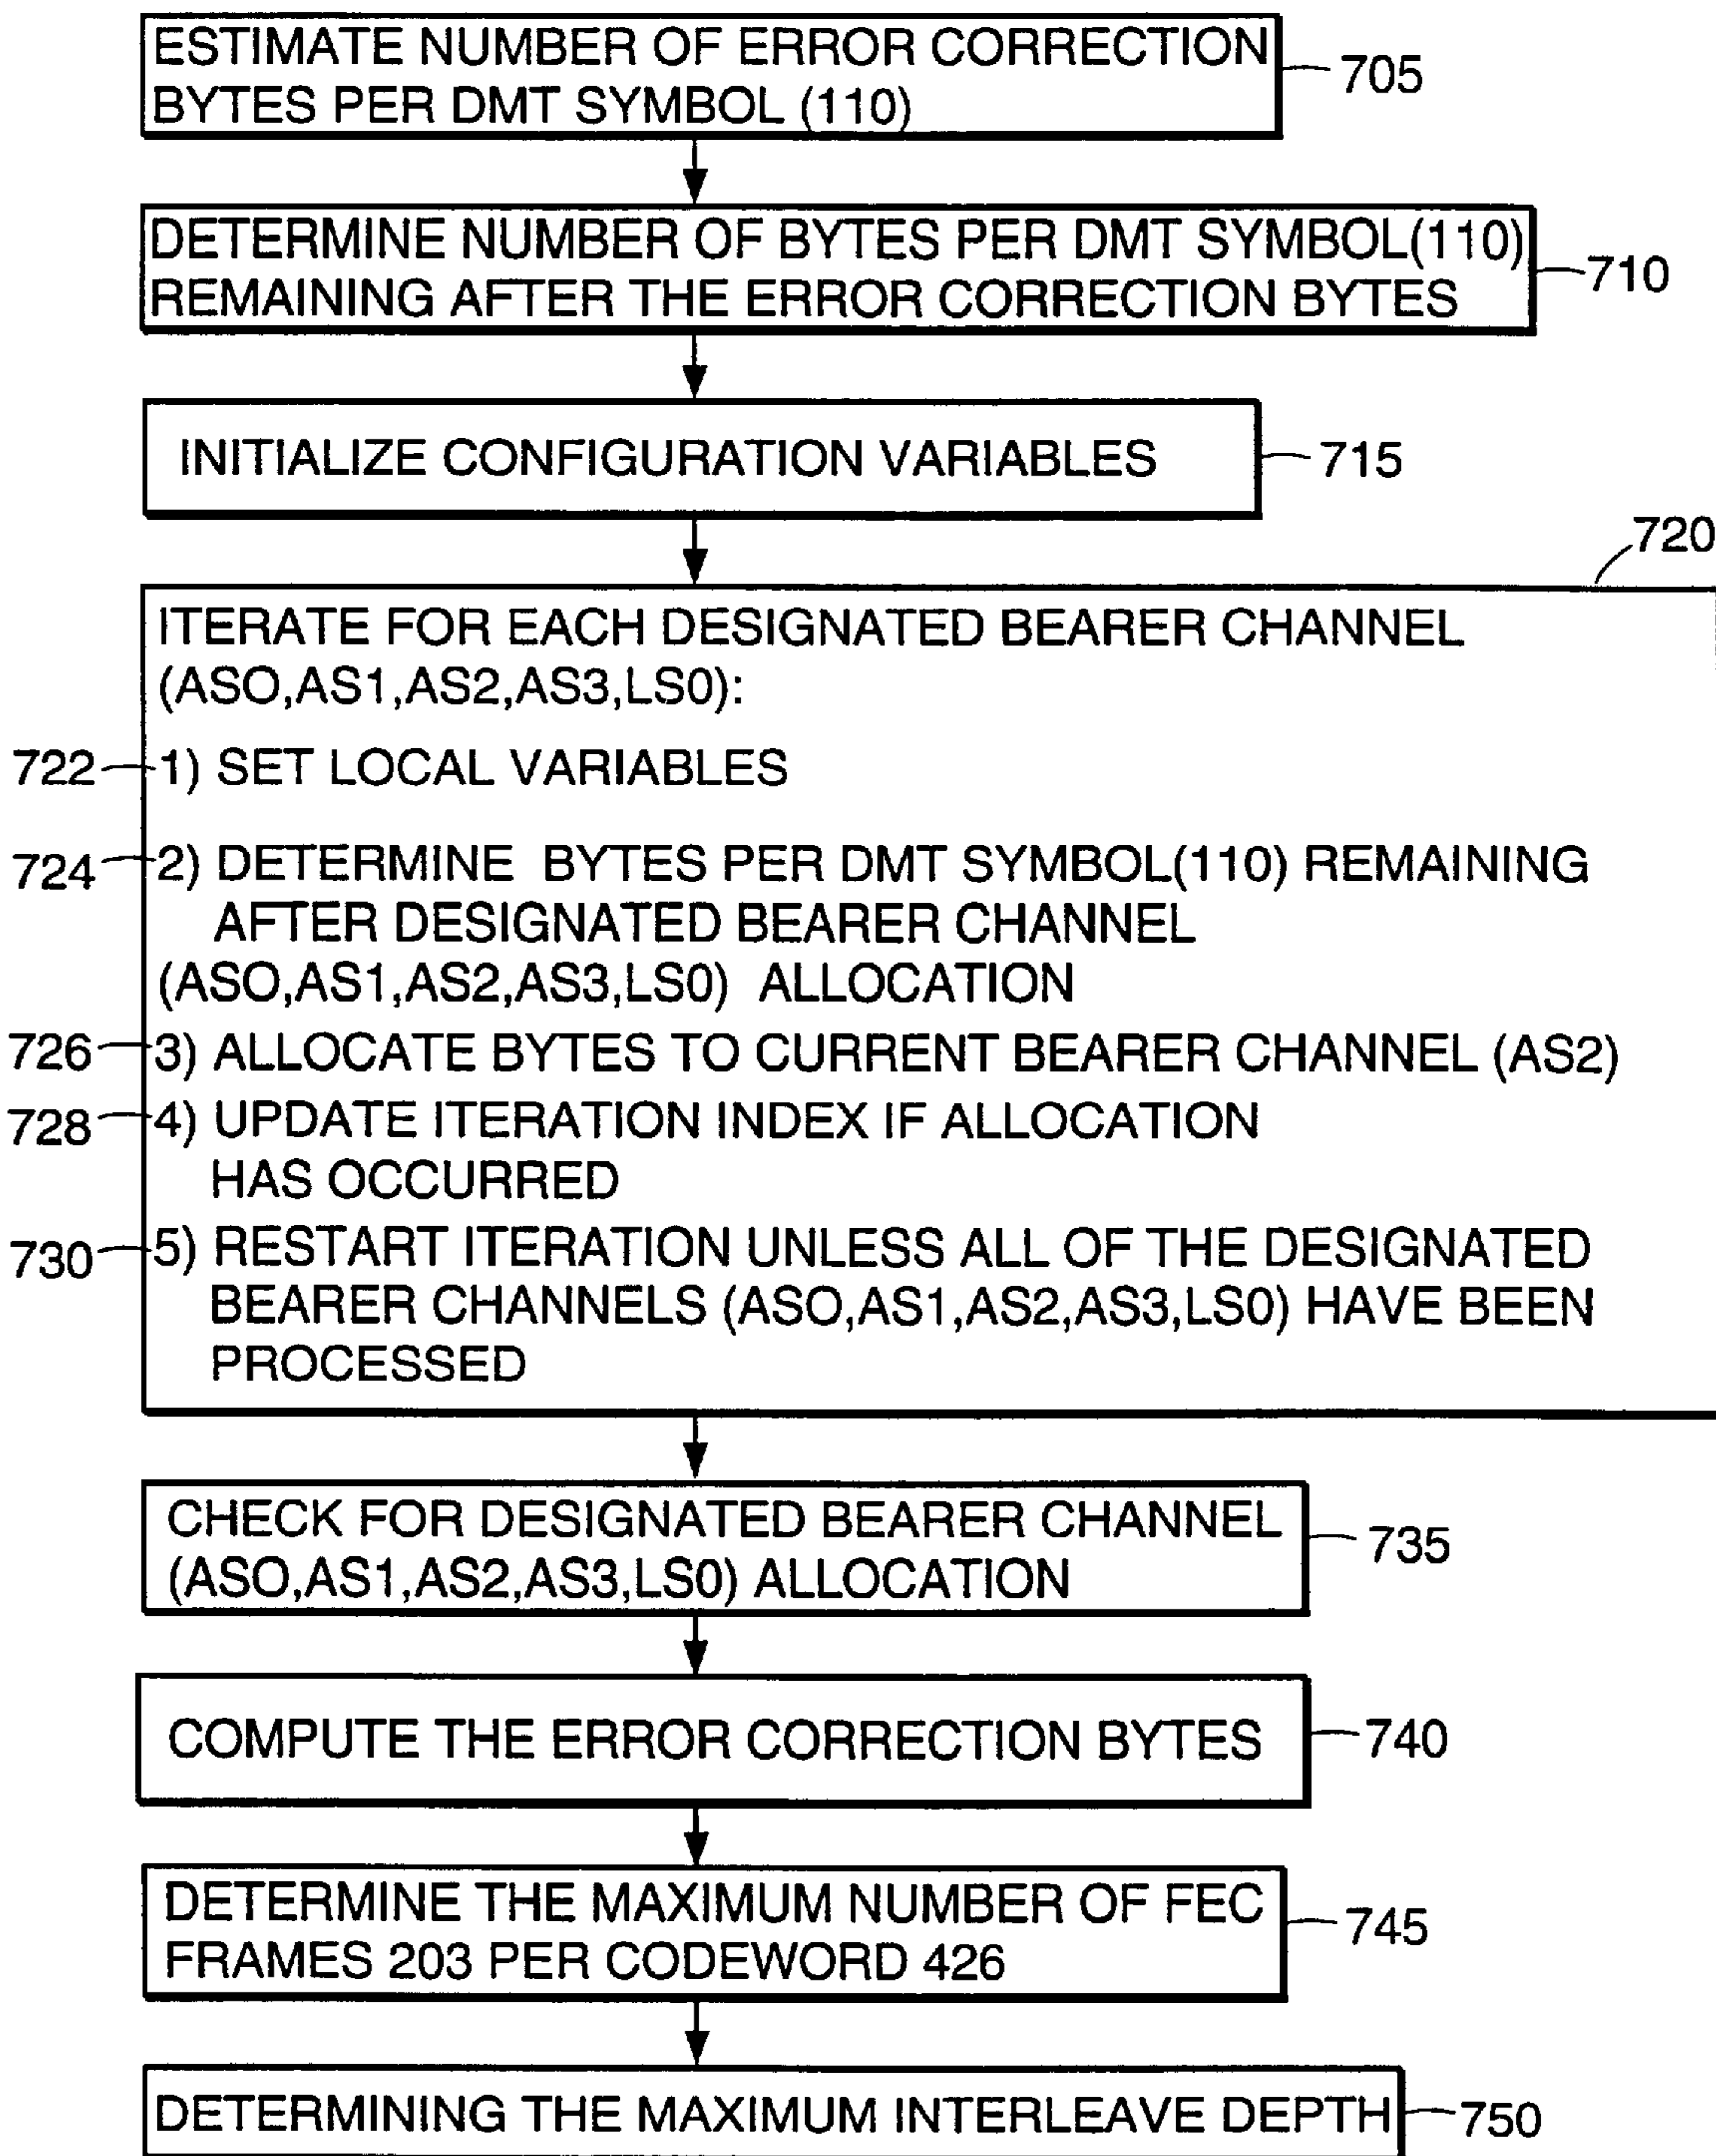 ESTIMATE NUMBER OF ERROR CORRECTION
BYTES PER DMT SYMBOL (110)
705
DETERMINE NUMBER OF BYTES PER DMT SYMBOL(110)
REMAINING AFTER THE ERROR CORRECTION BYTES
710
INITIALIZE CONFIGURATION VARIABLES
715
720
ITERATE FOR EACH DESIGNATED BEARER CHANNEL
(ASO,AS1,AS2,AS3,LS0):
722
1) SET LOCAL VARIABLES
724
2) DETERMINE BYTES PER DMT SYMBOL(110) REMAINING
AFTER DESIGNATED BEARER CHANNEL
(ASO,AS1,AS2,AS3,LS0) ALLOCATION
726
3) ALLOCATE BYTES TO CURRENT BEARER CHANNEL (AS2)
728
4) UPDATE ITERATION INDEX IF ALLOCATION
HAS OCCURRED
730
5) RESTART ITERATION UNLESS ALL OF THE DESIGNATED
BEARER CHANNELS (ASO,AS1,AS2,AS3,LS0) HAVE BEEN
PROCESSED
CHECK FOR DESIGNATED BEARER CHANNEL
(ASO,AS1,AS2,AS3,LS0) ALLOCATION
735
COMPUTE THE ERROR CORRECTION BYTES
740
DETERMINE THE MAXIMUM NUMBER OF FEC
FRAMES 203 PER CODEWORD 426
745
DETERMINING THE MAXIMUM INTERLEAVE DEPTH
750